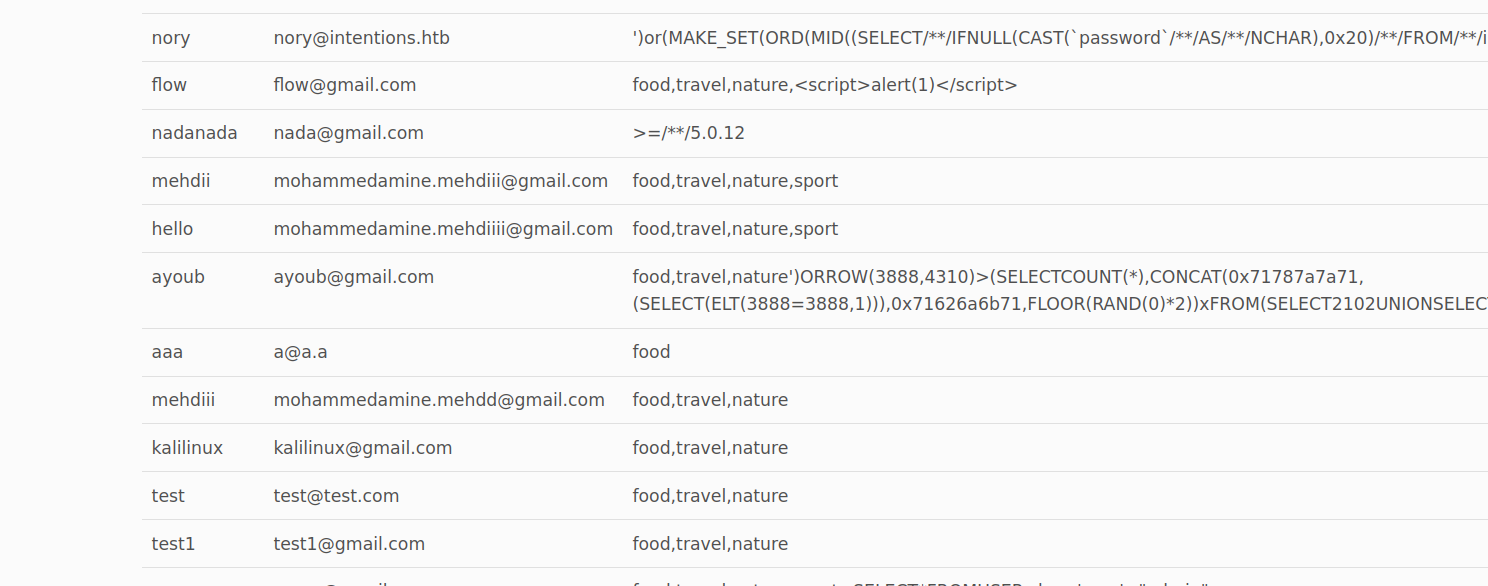 nory nory@intentions.htb ')or(MAKE_SET(ORD(MID((SELECT/**/IFNULL(CAST(`password`/**/AS/**/NCHAR),0x20)/**/FROM/**/i
flow flow@gmail.com food,travel,nature,<script>alert(1)</script>
nadanada nada@gmail.com >=/**/5.0.12
mehdii mohammedamine.mehdiii@gmail.com food,travel,nature,sport
hello mohammedamine.mehdiiii@gmail.com food,travel,nature,sport
ayoub ayoub@gmail.com food,travel,nature')ORROW(3888,4310)>(SELECTCOUNT(*),CONCAT(0x71787a7a71,
(SELECT(ELT(3888=3888,1))),0x71626a6b71,FLOOR(RAND(0)*2))xFROM(SELECT2102UNIONSELECT
aaa a@a.a food
mehdiii mohammedamine.mehdd@gmail.com food,travel,nature
kalilinux kalilinux@gmail.com food,travel,nature
test test@test.com food,travel,nature
test1 test1@gmail.com food,travel,nature